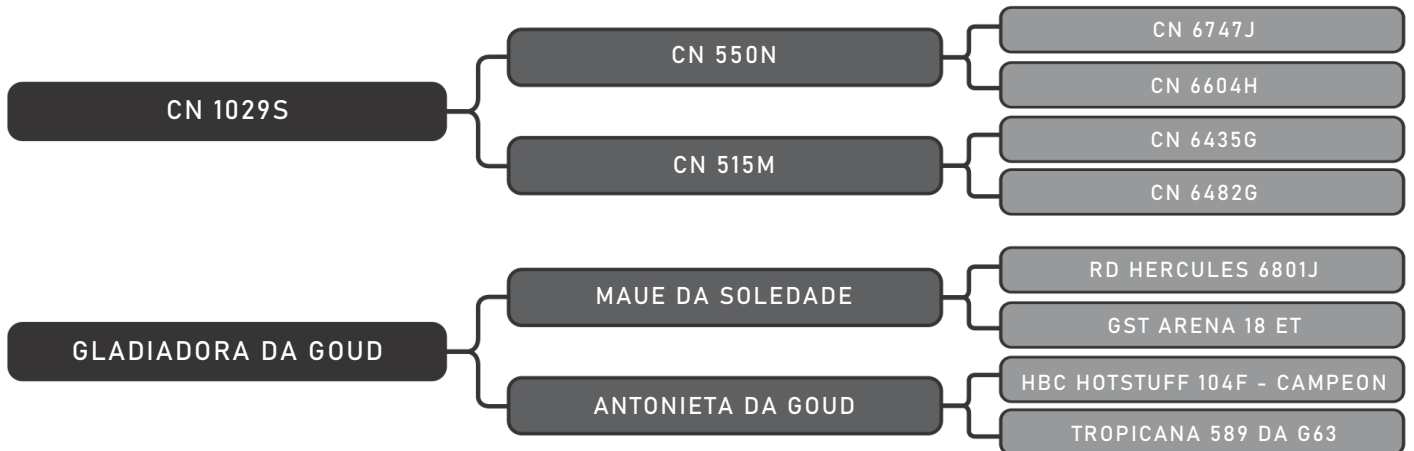 CN 1029S
CN 550N
CN 6747J
CN 6604H
CN 515M
CN 6435G
CN 6482G
GLADIADORA DA GOUD
MAUE DA SOLEDADE
RD HERCULES 6801J
GST ARENA 18 ET
ANTONIETA DA GOUD
HBC HOTSTUFF 104F - CAMPEON
TROPICANA 589 DA G63